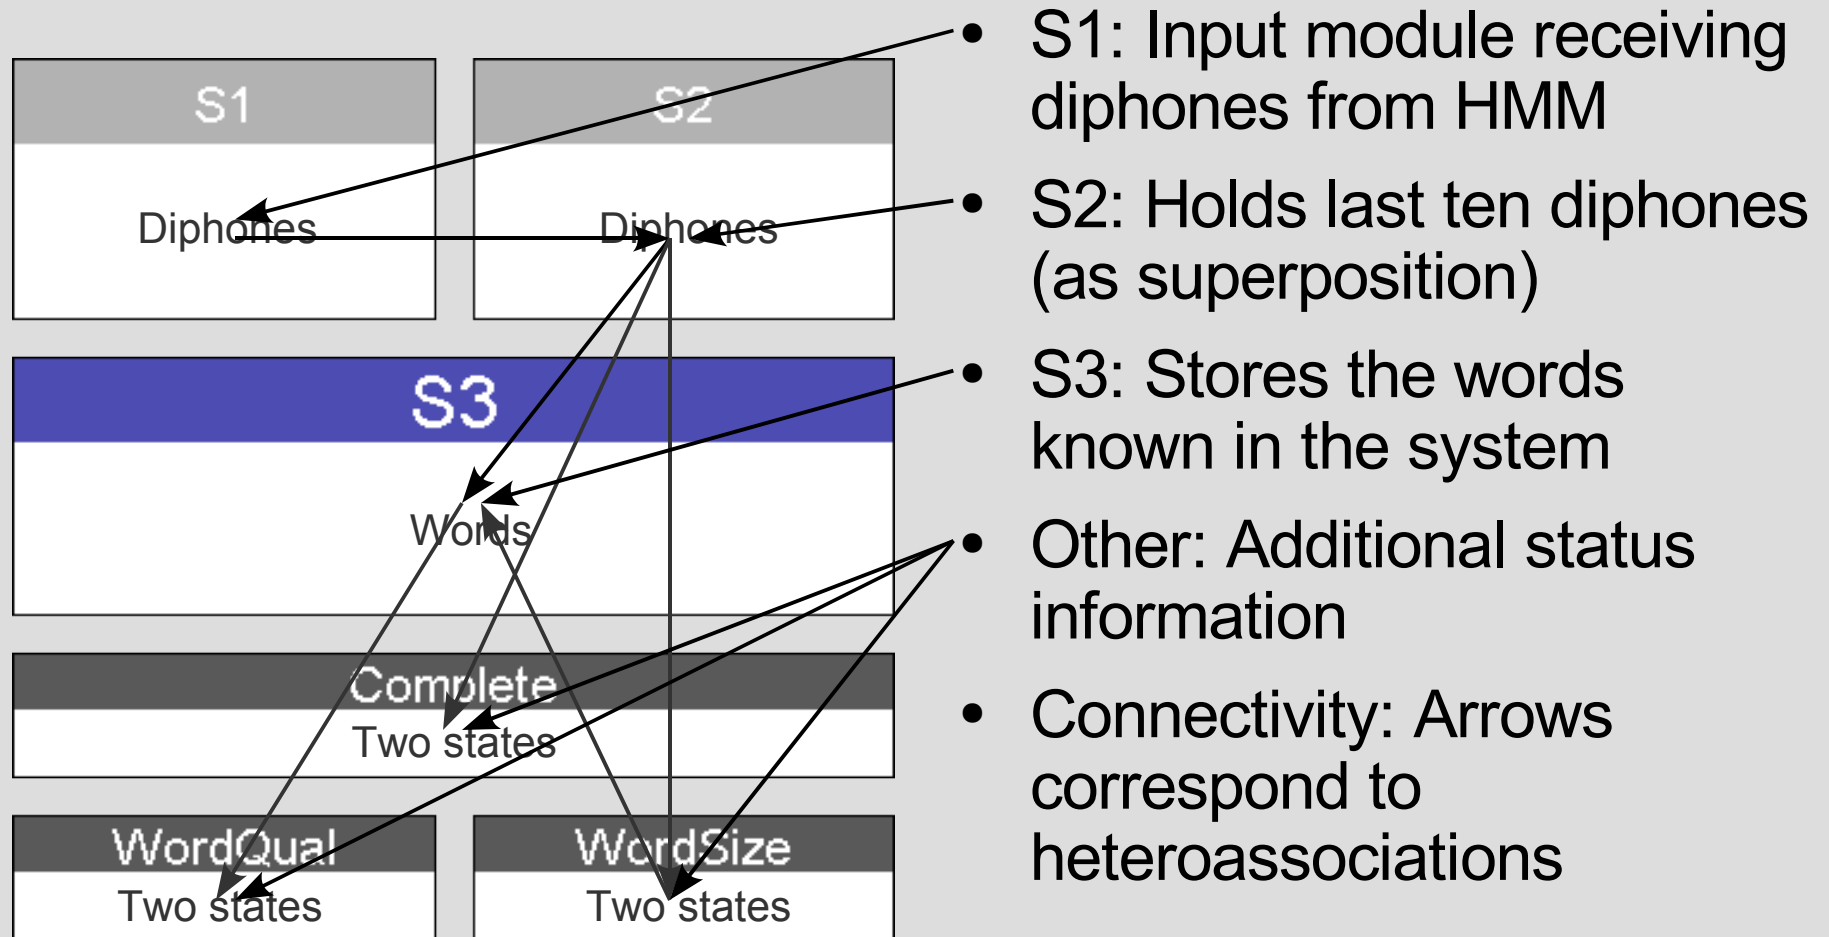 S1
S2
Diphones
Diphones
S3
Words
Complete
Two states
WordQual
WordSize
Two states
Two states
• S1: Input module receiving
diphones from HMM
• S2: Holds last ten diphones
(as superposition)
• S3: Stores the words
known in the system
• Other: Additional status
information
• Connectivity: Arrows
correspond to
heteroassociations